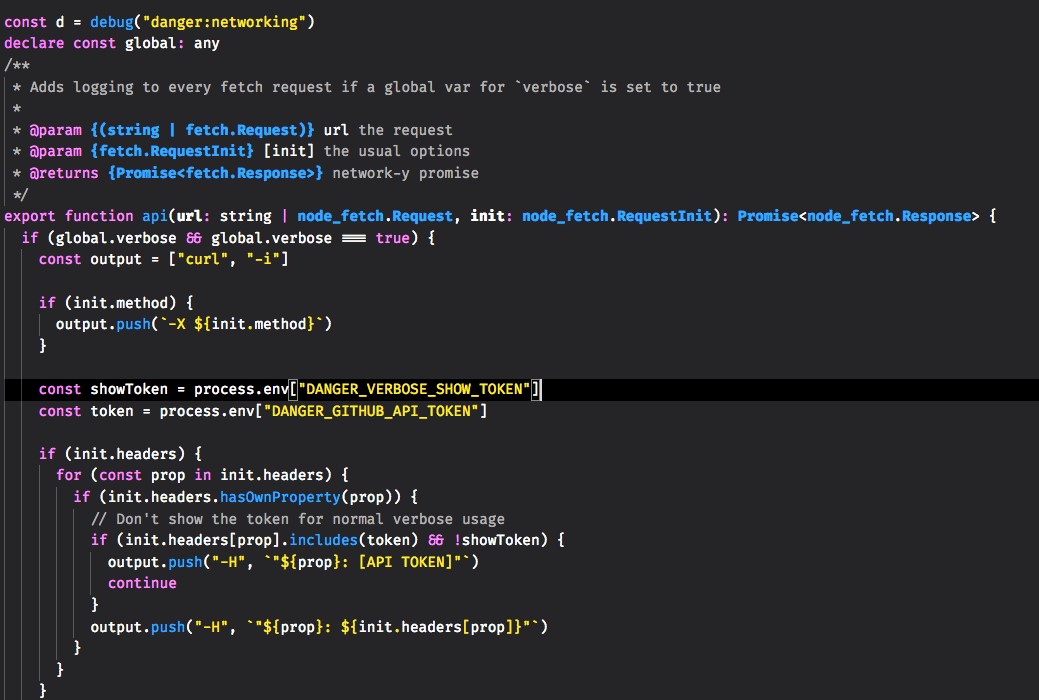 const d = debug("danger:networking")
declare const global: any
/**
 * Adds logging to every fetch request if a global var for `verbose` is set to true
 *
 * @param {(string | fetch.Request)} url the request
 * @param {fetch.RequestInit} [init] the usual options
 * @returns {Promise<fetch.Response>} network-y promise
 */
export function api(url: string | node_fetch.Request, init: node_fetch.RequestInit): Promise<node_fetch.Response> {
  if (global.verbose && global.verbose === true) {
    const output = ["curl", "-i"]

    if (init.method) {
      output.push(`-X ${init.method}`)
    }

    const showToken = process.env["DANGER_VERBOSE_SHOW_TOKEN"]
    const token = process.env["DANGER_GITHUB_API_TOKEN"]

    if (init.headers) {
      for (const prop in init.headers) {
        if (init.headers.hasOwnProperty(prop)) {
          // Don't show the token for normal verbose usage
          if (init.headers[prop].includes(token) && !showToken) {
            output.push("-H", `"${prop}: [API TOKEN]"`)
            continue
          }
          output.push("-H", `"${prop}: ${init.headers[prop]}"`)
        }
      }
    }